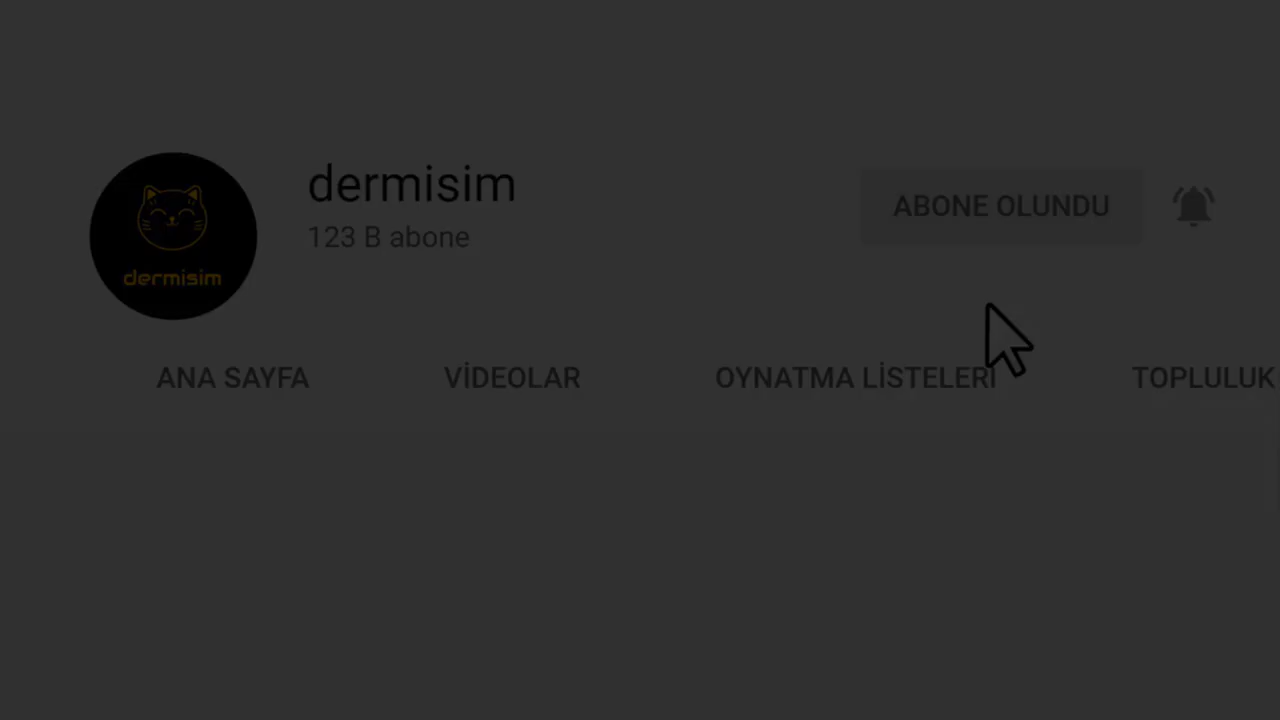 dermisim
123 B abone
ABONE OLUNDU
dermisim
ANA SAYFA VİDEOLAR OYNATMA LİSTELERİ TOPLULUK